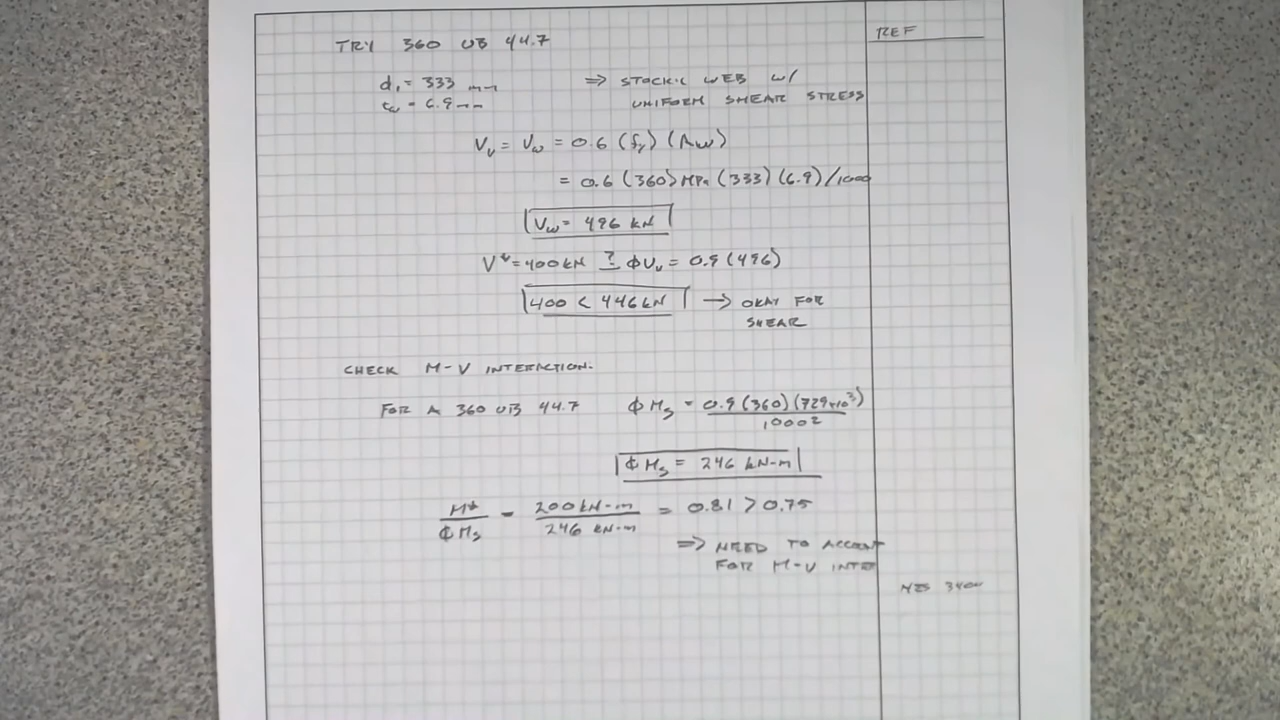 TRY 360 UB 44.7
REF
d₁ = 333 mm ⇒ STOCKY WEB W/
tw = 6.9 mm UNIFORM SHEAR STRESS
Vv = Vw = 0.6 (fy) (Aw)
= 0.6 (360) MPa (333) (6.9) /1000
Vw = 496 kN
V* = 400 kN ≤? ΦVv = 0.9 (496)
400 < 446 kN → OKAY FOR
SHEAR
CHECK M-V INTERACTION:
FOR A 360 UB 44.7 ΦMs = 0.9 (360) (729×10³) / 1000²
ΦMs = 246 kN-m
M* / ΦMs = 200 kN-m / 246 kN-m = 0.81 > 0.75
⇒ NEED TO ACCOUNT
FOR M-V INTE
NZS 340